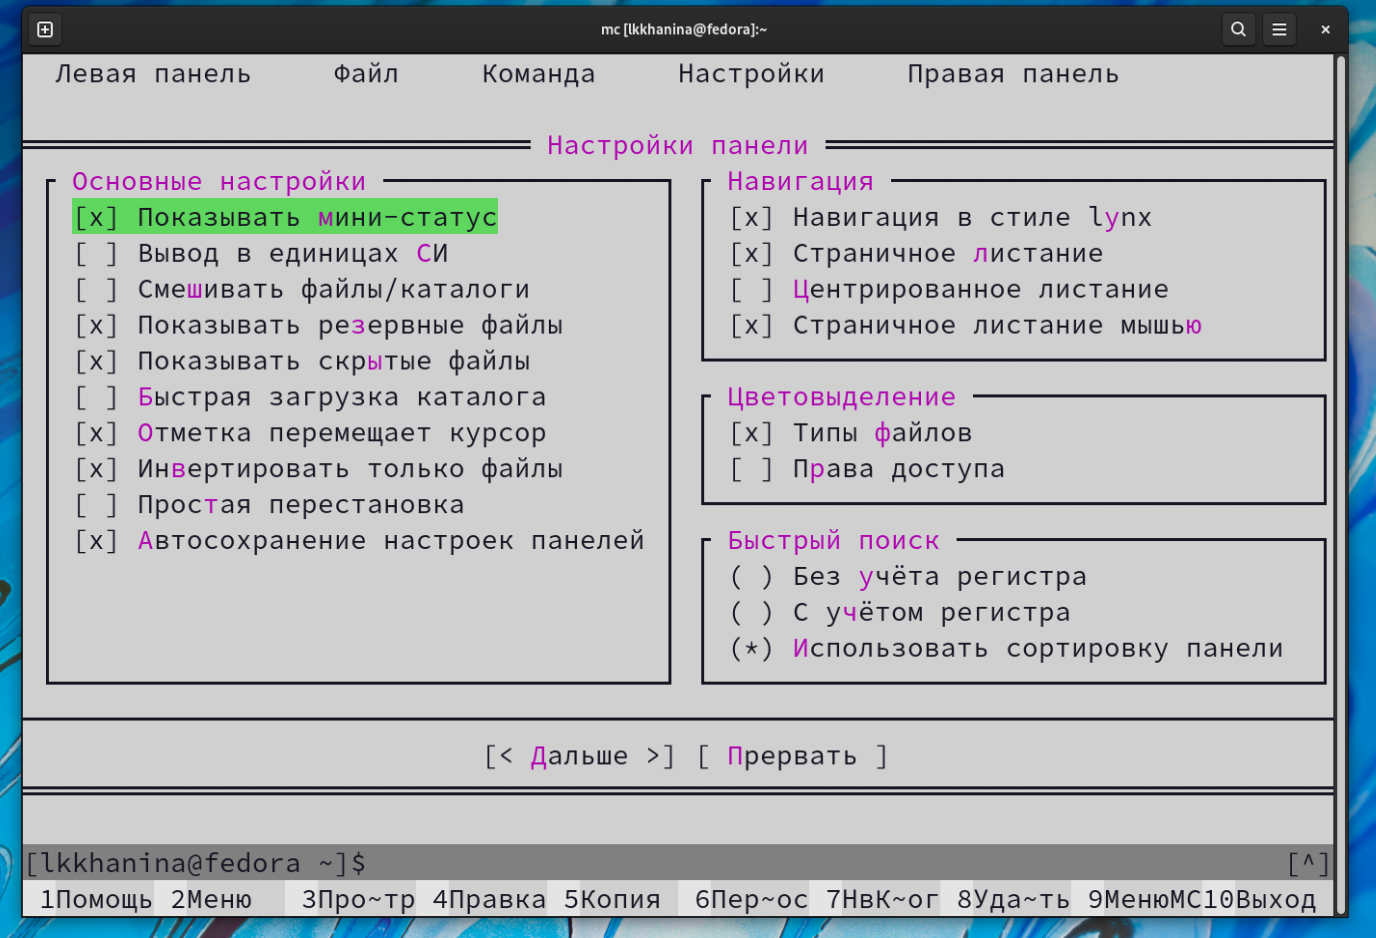 mc [lkkhanina@fedora]:~
Левая панель Файл Команда Настройки Правая панель
Настройки панели
Основные настройки
[x] Показывать мини-статус
[ ] Вывод в единицах СИ
[ ] Смешивать файлы/каталоги
[x] Показывать резервные файлы
[x] Показывать скрытые файлы
[ ] Быстрая загрузка каталога
[x] Отметка перемещает курсор
[x] Инвертировать только файлы
[ ] Простая перестановка
[x] Автосохранение настроек панелей
Навигация
[x] Навигация в стиле lynx
[x] Страничное листание
[ ] Центрированное листание
[x] Страничное листание мышью
Цветовыделение
[x] Типы файлов
[ ] Права доступа
Быстрый поиск
( ) Без учёта регистра
( ) С учётом регистра
(*) Использовать сортировку панели
[< Дальше >] [ Прервать ]
[lkkhanina@fedora ~]$ [^]
1Помощь 2Меню 3Про~тр 4Правка 5Копия 6Пер~ос 7НвК~ог 8Уда~ть 9МенюMC10Выход